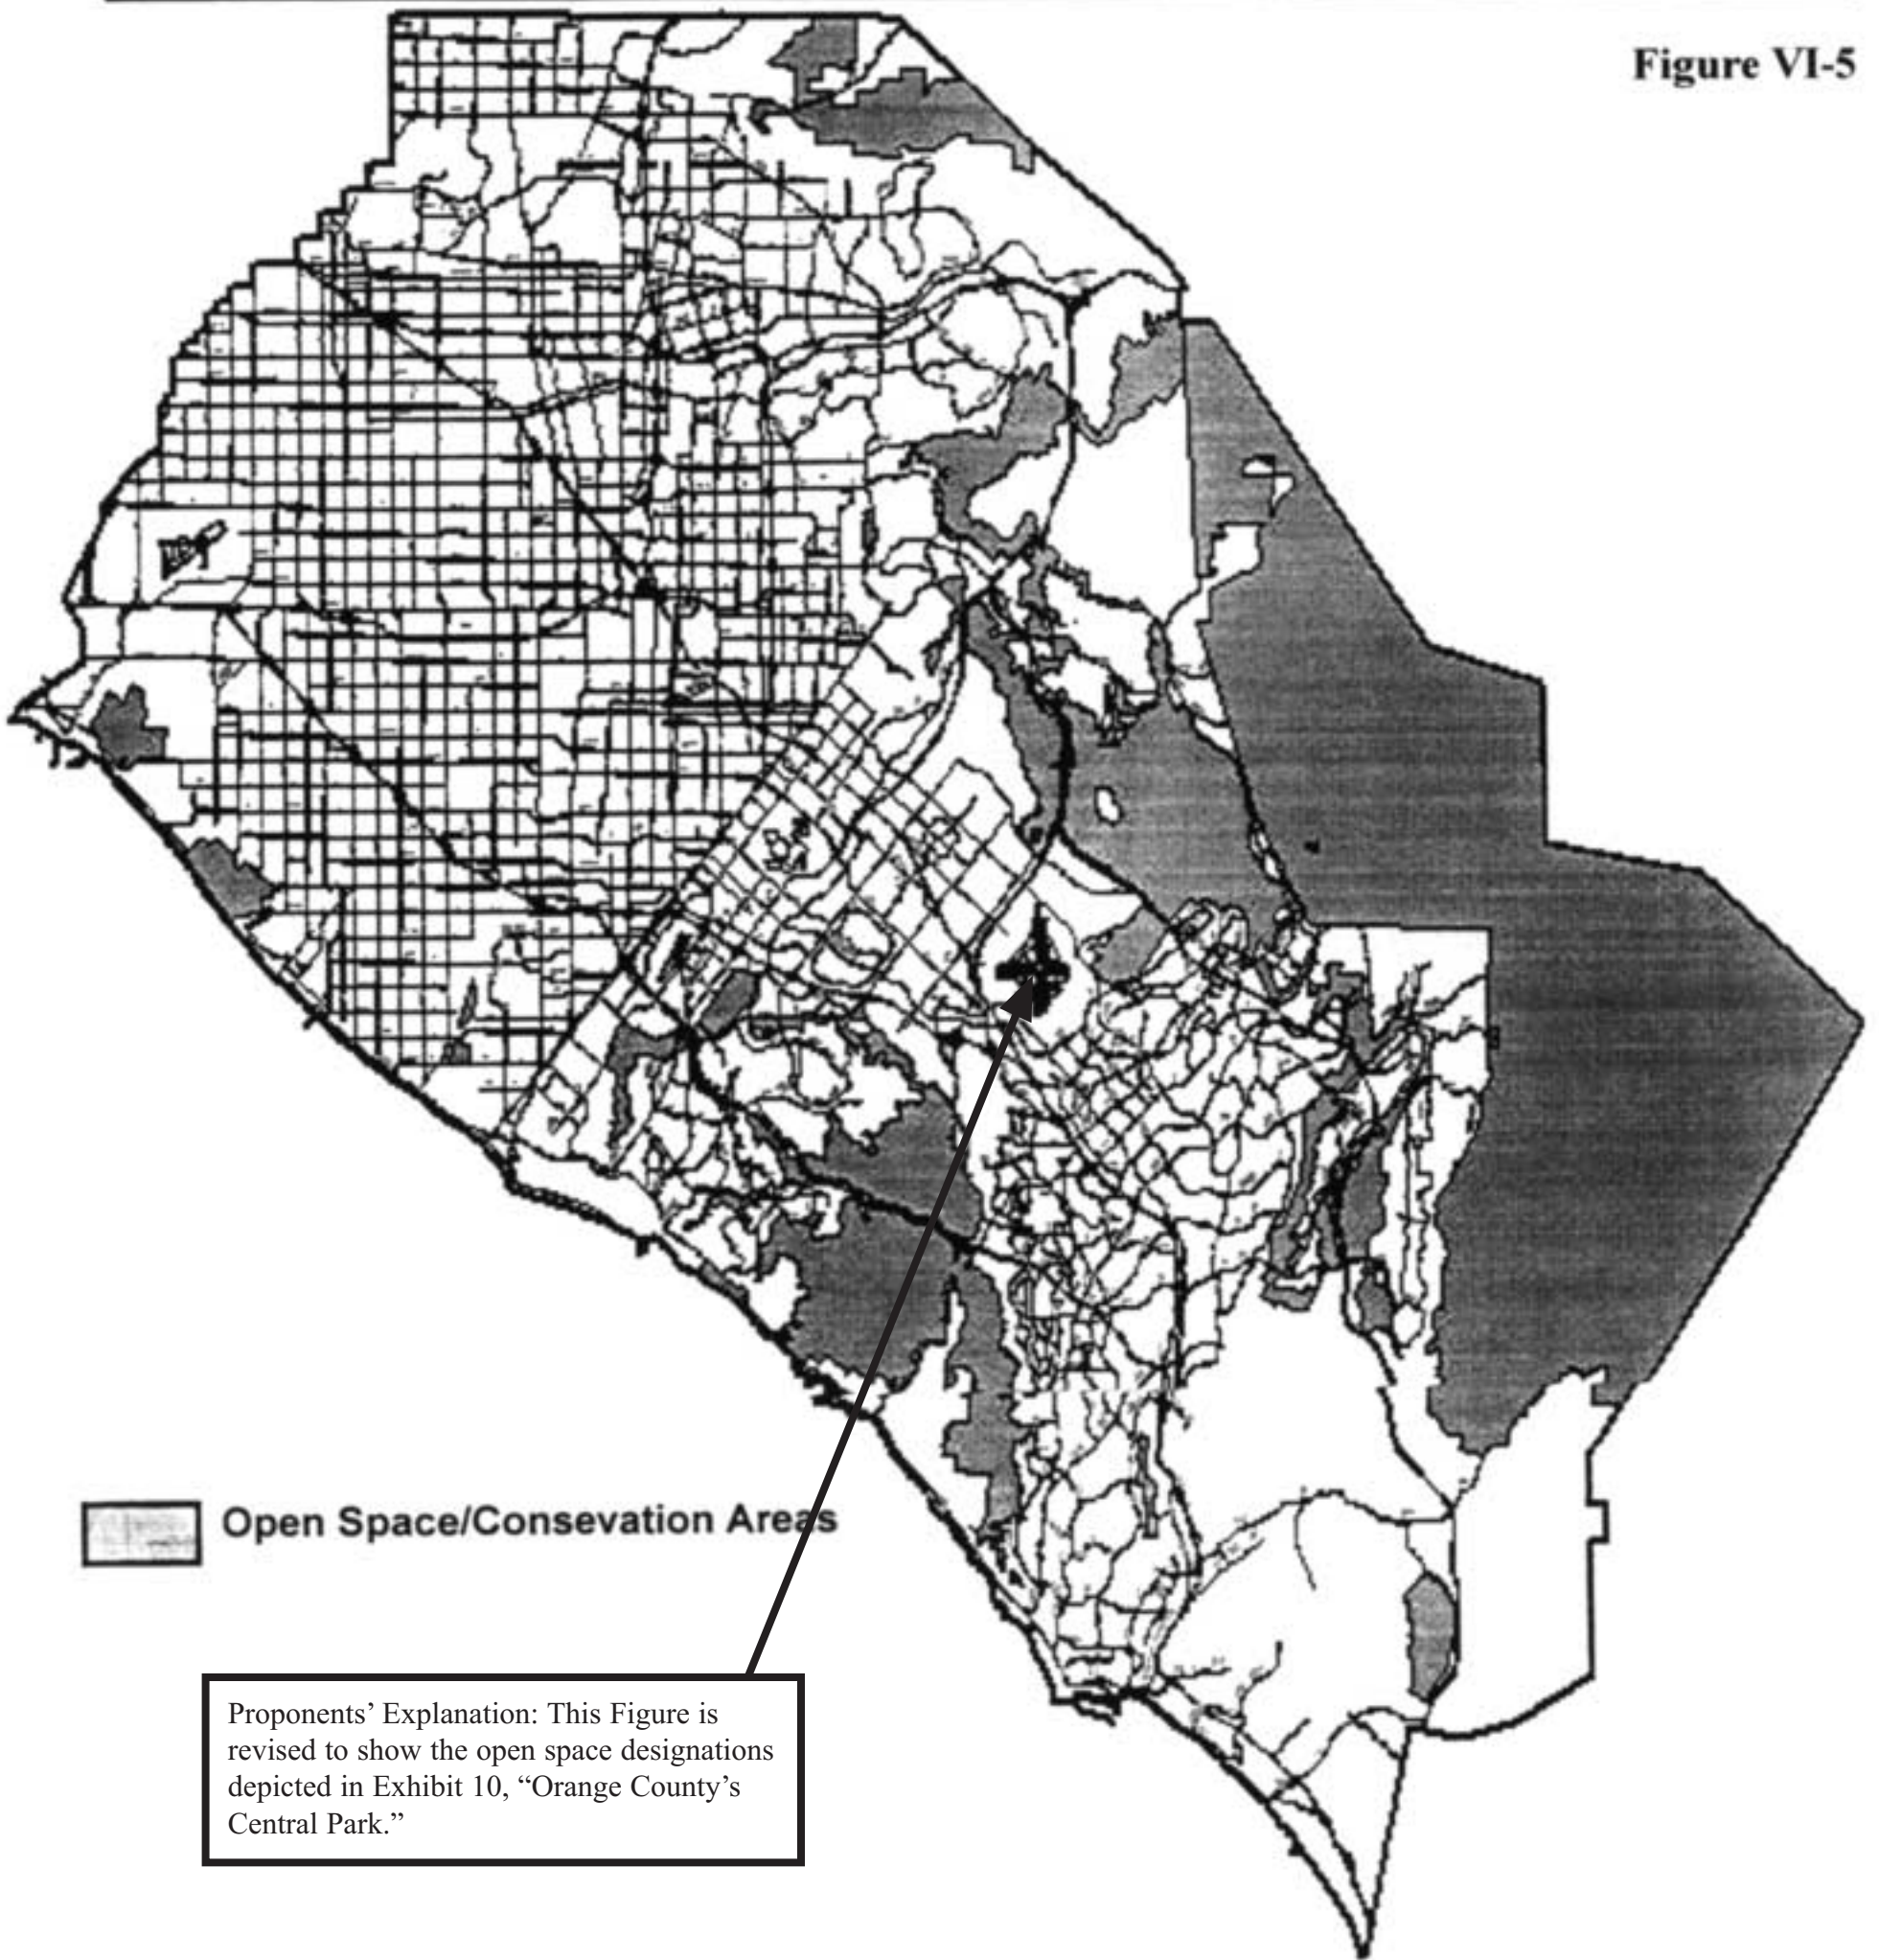 Figure VI-5
Open Space/Consevation Areas
Proponents’ Explanation: This Figure is
revised to show the open space designations
depicted in Exhibit 10, “Orange County’s
Central Park.”